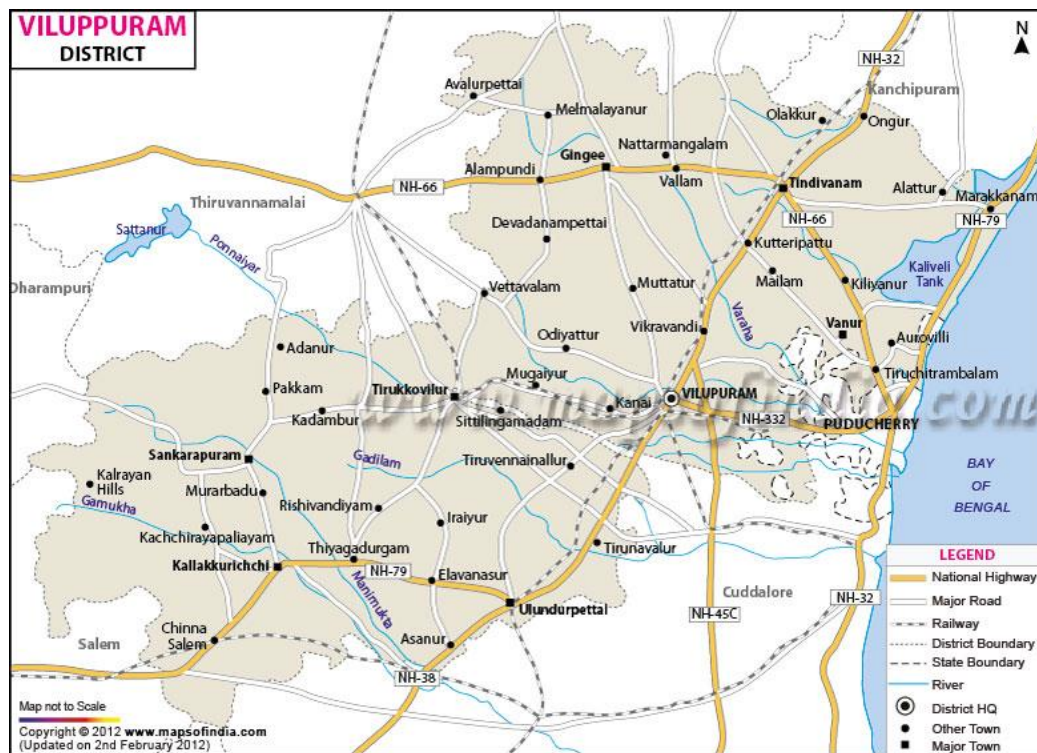 VILUPPURAM
DISTRICT
N
NH-32
Kanchipuram
Avalurpettai
Melmalayanur
Olakkur
Ongur
Nattarmangalam
Gingee
Alampundi
NH-66
Vallam
Tindivanam
Alattur
Marakkanam
Thiruvannamalai
Sattanur
Ponnaiyar
Devadanampettai
NH-66
NH-79
Kutteripattu
Kaliveli
Tank
Dharampuri
Vettavalam
Muttatur
Mailam
Kiliyanur
Varaha
Vikravandi
Vanur
Odiyattur
Aurovilli
Adanur
Mugaiyur
Tiruchitrambalam
Pakkam
Tirukkovilur
VILUPURAM
Kanai
www.mapsofindia.com
Kadambur
Sittilingamadam
NH-332
PUDUCHERRY
Sankarapuram
Gadilam
Tiruvennainallur
Kalrayan
Hills
Murarbadu
Gamukha
Rishivandiyam
Iraiyur
BAY
OF
BENGAL
Kachchirayapaliyayam
Thiyagadurgam
Tirunavalur
Kallakkurichchi
NH-79
Elavanasur
Manimukta
Ulundurpettai
Cuddalore
NH-32
NH-45C
Salem
Chinna
Salem
Asanur
NH-38
LEGEND
National Highway
Major Road
Railway
District Boundary
State Boundary
River
District HQ
Other Town
Major Town
Map not to Scale
Copyright © 2012 www.mapsofindia.com
(Updated on 2nd February 2012)